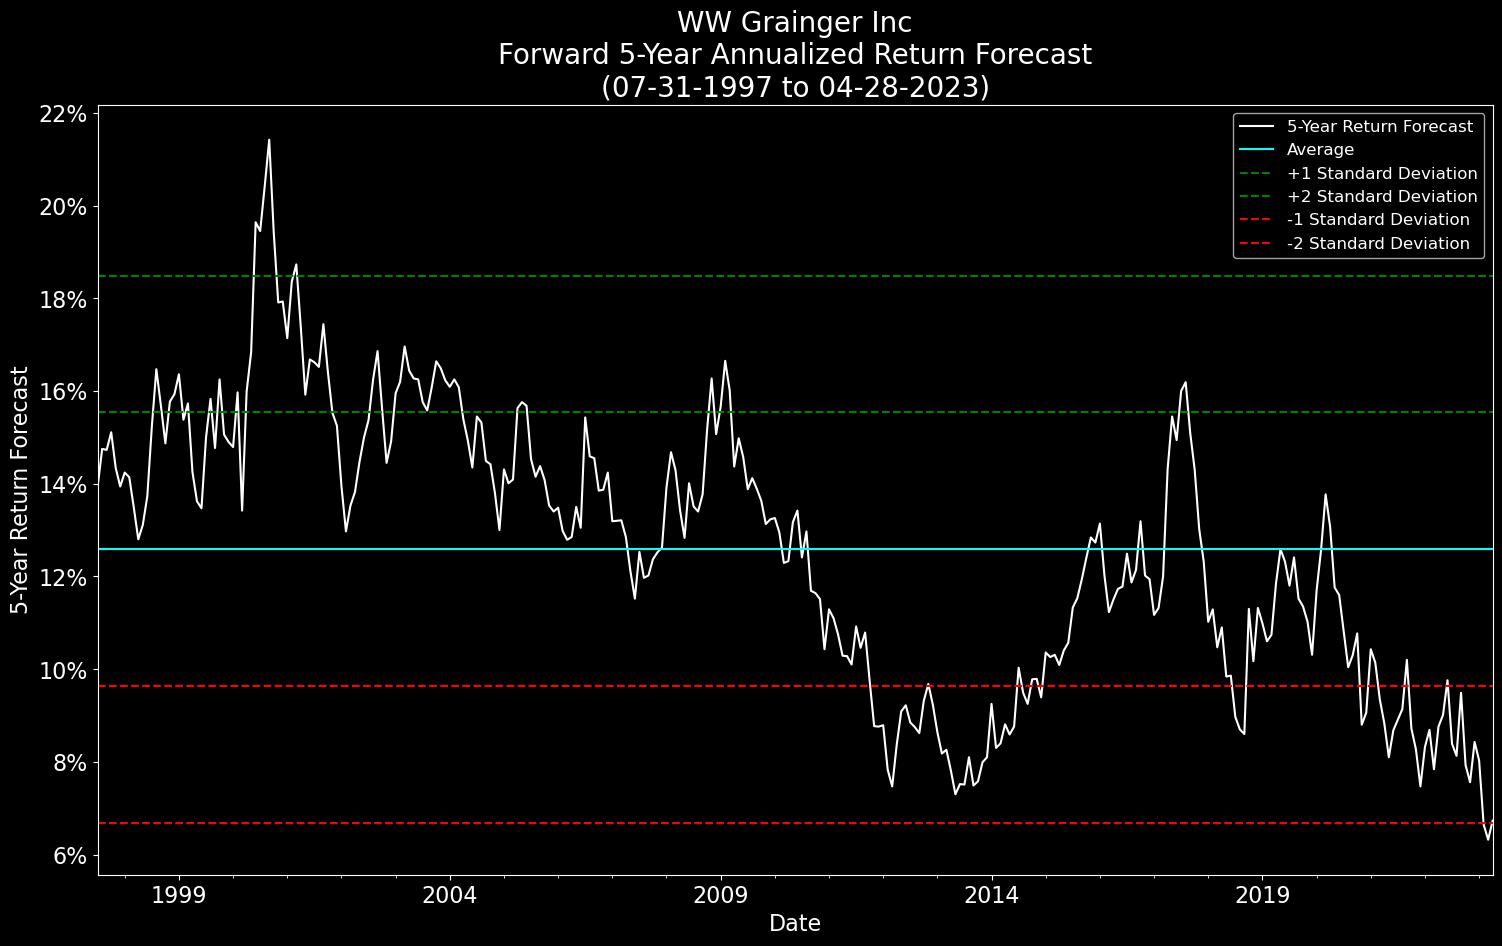 WW Grainger Inc
Forward 5-Year Annualized Return Forecast
(07-31-1997 to 04-28-2023)
22%
20%
18%
16%
14%
12%
10%
8%
6%
5-Year Return Forecast
5-Year Return Forecast
Average
+1 Standard Deviation
+2 Standard Deviation
-1 Standard Deviation
-2 Standard Deviation
1999 2004 2009 2014 2019
Date